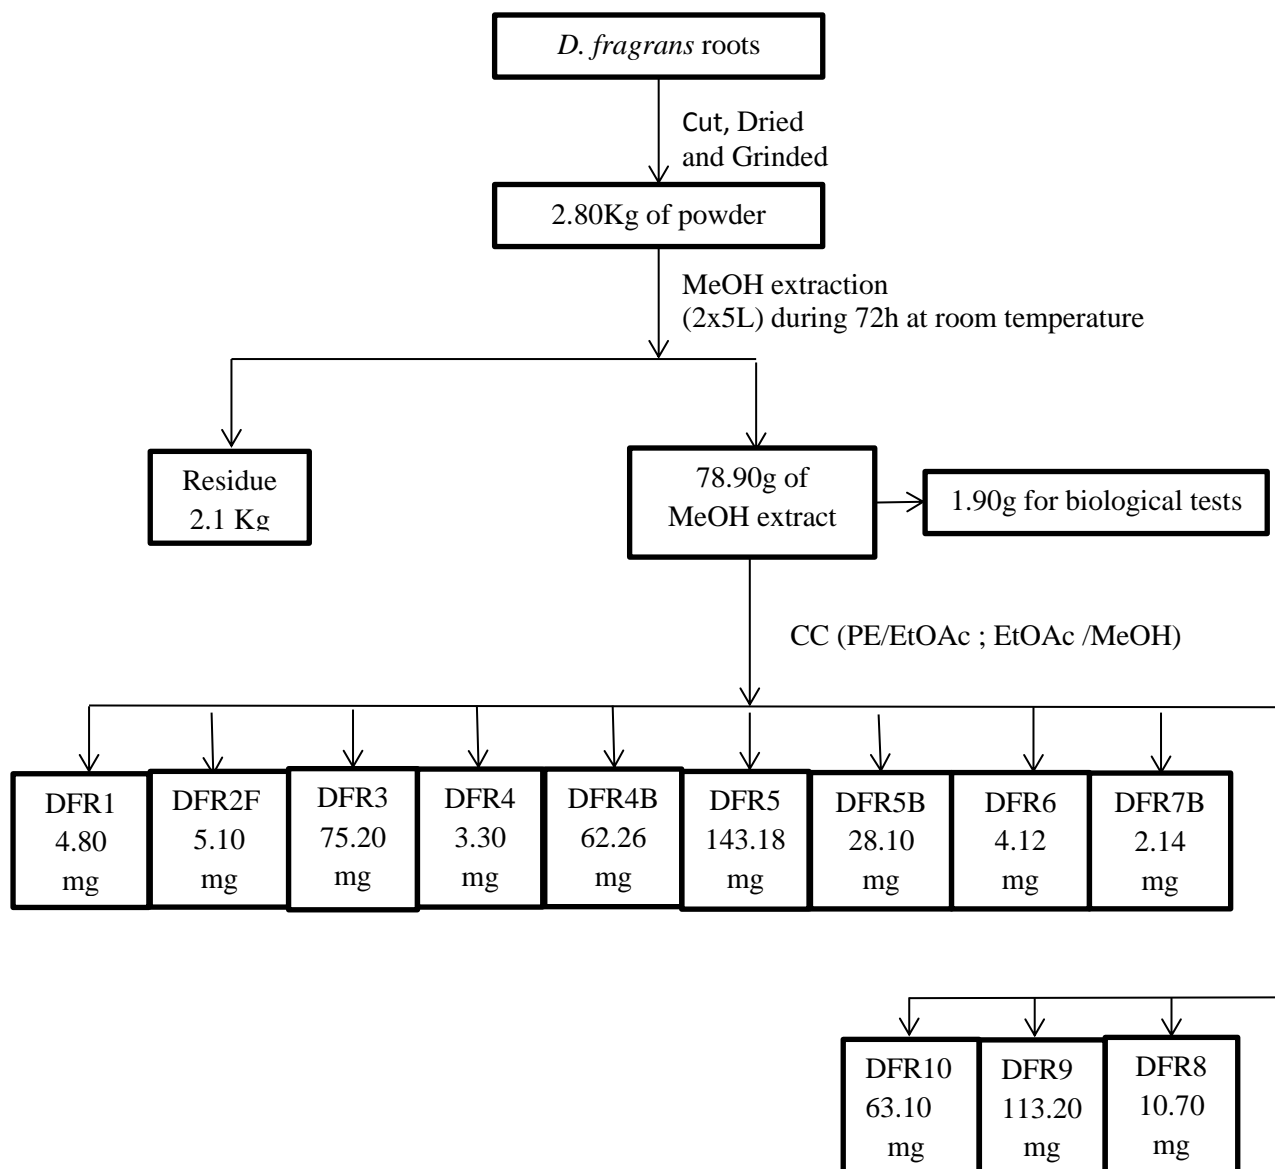 D. fragrans roots
Cut, Dried
and Grinded
2.80Kg of powder
MeOH extraction
(2x5L) during 72h at room temperature
Residue
2.1 Kg
78.90g of
MeOH extract
1.90g for biological tests
CC (PE/EtOAc ; EtOAc /MeOH)
DFR1
4.80
mg
DFR2F
5.10
mg
DFR3
75.20
mg
DFR4
3.30
mg
DFR4B
62.26
mg
DFR5
143.18
mg
DFR5B
28.10
mg
DFR6
4.12
mg
DFR7B
2.14
mg
DFR10
63.10
mg
DFR9
113.20
mg
DFR8
10.70
mg